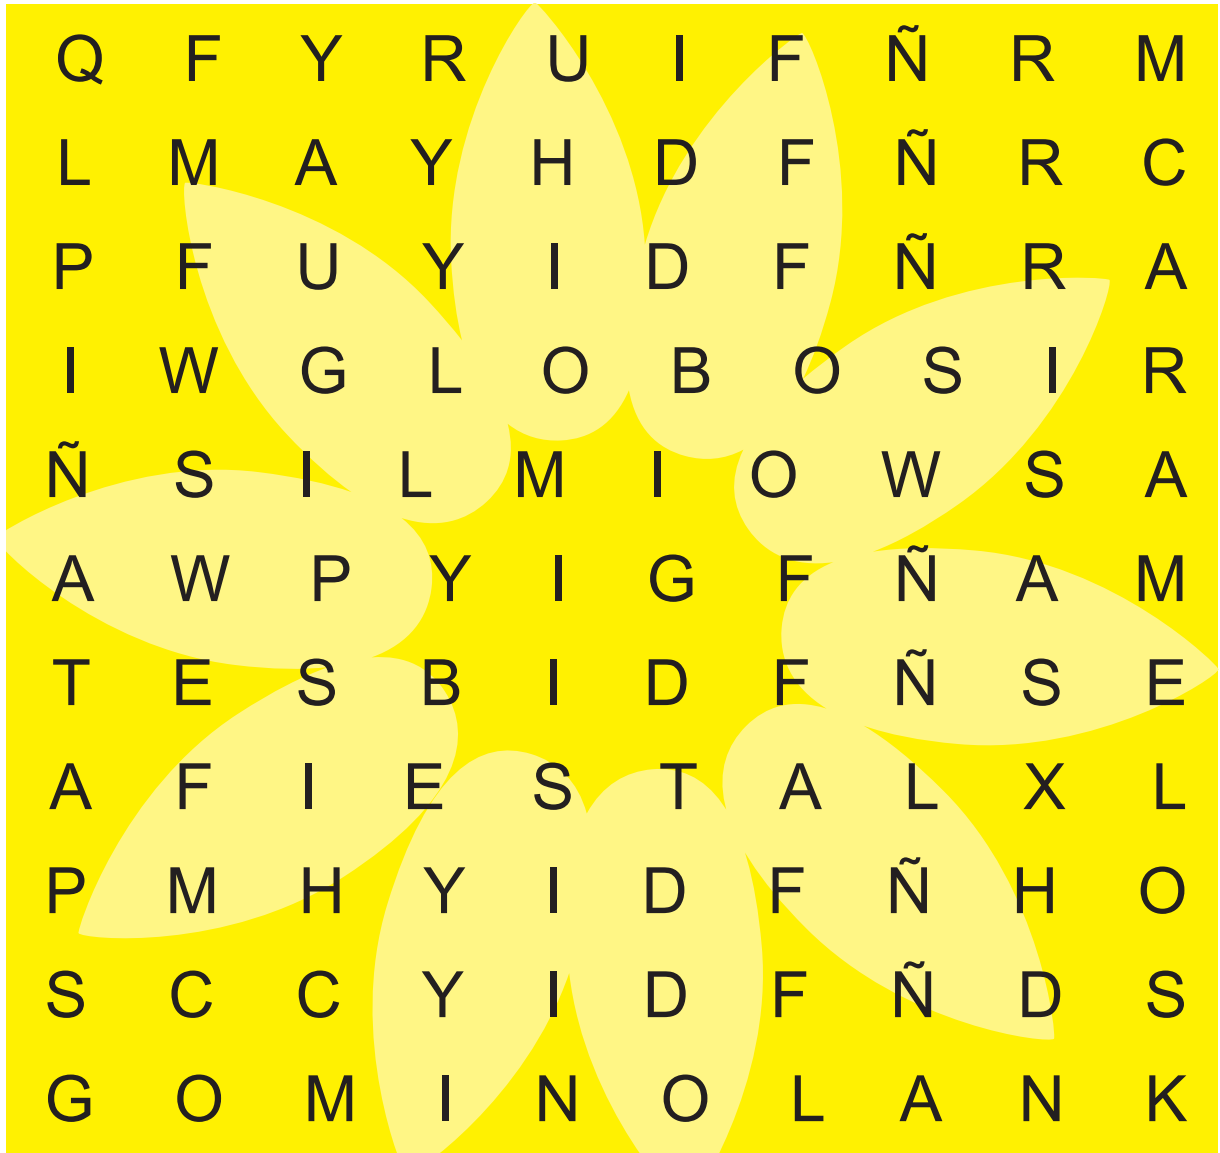 Q F Y R U I F Ñ R M
L M A Y H D F Ñ R C
P F U Y I D F Ñ R A
I W G L O B O S I R
Ñ S I L M I O W S A
A W P Y I G F Ñ A M
T E S B I D F Ñ S E
A F I E S T A L X L
P M H Y I D F Ñ H O
S C C Y I D F Ñ D S
G O M I N O L A N K